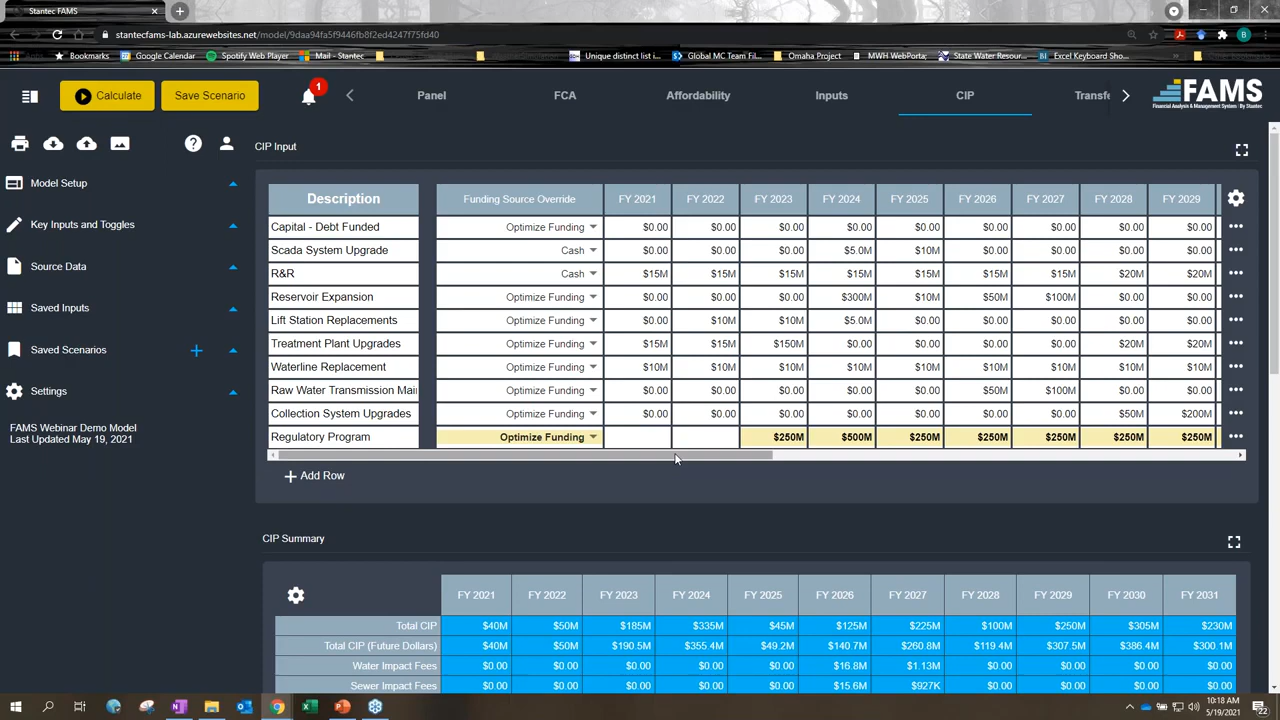 Stantec FAMS
stantecfams-lab.azurewebsites.net/model/9daa94fa5f9446fb8f2ed4247f75fd40
Apps Bookmarks Google Calendar Spotify Web Player Mail - Stantec Unique distinct list i... Global MC Team Fil... Omaha Project MWH WebPorta... State Water Resour... Excel Keyboard Sho...
Calculate Save Scenario 1 Panel FCA Affordability Inputs CIP Transfe FAMS
Financial Analysis & Management System | By Stantec
CIP Input
Model Setup
Key Inputs and Toggles
Source Data
Saved Inputs
Saved Scenarios
Settings
FAMS Webinar Demo Model
Last Updated May 19, 2021
Description Funding Source Override FY 2021 FY 2022 FY 2023 FY 2024 FY 2025 FY 2026 FY 2027 FY 2028 FY 2029
Capital - Debt Funded Optimize Funding $0.00 $0.00 $0.00 $0.00 $0.00 $0.00 $0.00 $0.00 $0.00
Scada System Upgrade Cash $0.00 $0.00 $0.00 $5.0M $10M $0.00 $0.00 $0.00 $0.00
R&R Cash $15M $15M $15M $15M $15M $15M $15M $20M $20M
Reservoir Expansion Optimize Funding $0.00 $0.00 $0.00 $300M $10M $50M $100M $0.00 $0.00
Lift Station Replacements Optimize Funding $0.00 $10M $10M $5.0M $0.00 $0.00 $0.00 $0.00 $0.00
Treatment Plant Upgrades Optimize Funding $15M $15M $150M $0.00 $0.00 $0.00 $0.00 $20M $20M
Waterline Replacement Optimize Funding $10M $10M $10M $10M $10M $10M $10M $10M $10M
Raw Water Transmission Mai Optimize Funding $0.00 $0.00 $0.00 $0.00 $0.00 $50M $100M $0.00 $0.00
Collection System Upgrades Optimize Funding $0.00 $0.00 $0.00 $0.00 $0.00 $0.00 $0.00 $50M $200M
Regulatory Program Optimize Funding $250M $500M $250M $250M $250M $250M $250M
Add Row
CIP Summary
FY 2021 FY 2022 FY 2023 FY 2024 FY 2025 FY 2026 FY 2027 FY 2028 FY 2029 FY 2030 FY 2031
Total CIP $40M $50M $185M $335M $45M $125M $225M $100M $250M $305M $230M
Total CIP (Future Dollars) $40M $50M $190.5M $355.4M $49.2M $140.7M $260.8M $119.4M $307.5M $386.4M $300.1M
Water Impact Fees $0.00 $0.00 $0.00 $0.00 $0.00 $16.8M $1.13M $0.00 $0.00 $0.00 $0.00
Sewer Impact Fees $0.00 $0.00 $0.00 $0.00 $0.00 $15.6M $927K $0.00 $0.00 $0.00 $0.00
10:18 AM
5/19/2021
22